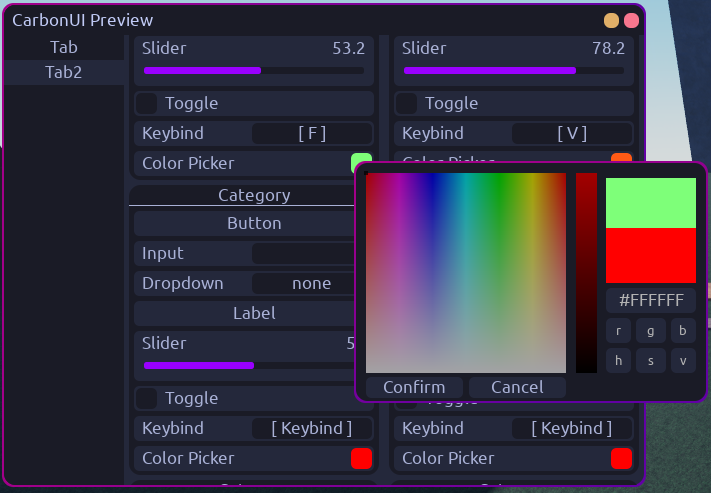 CarbonUI Preview
Tab
Tab2
Slider 53.2
Toggle
Keybind [ F ]
Color Picker
Category
Button
Input
Dropdown none
Label
Slider
Toggle
Keybind [ Keybind ]
Color Picker
Slider 78.2
Toggle
Keybind [ V ]
Color Picker
Toggle
Keybind [ Keybind ]
Color Picker
#FFFFFF
r g b
h s v
Confirm Cancel